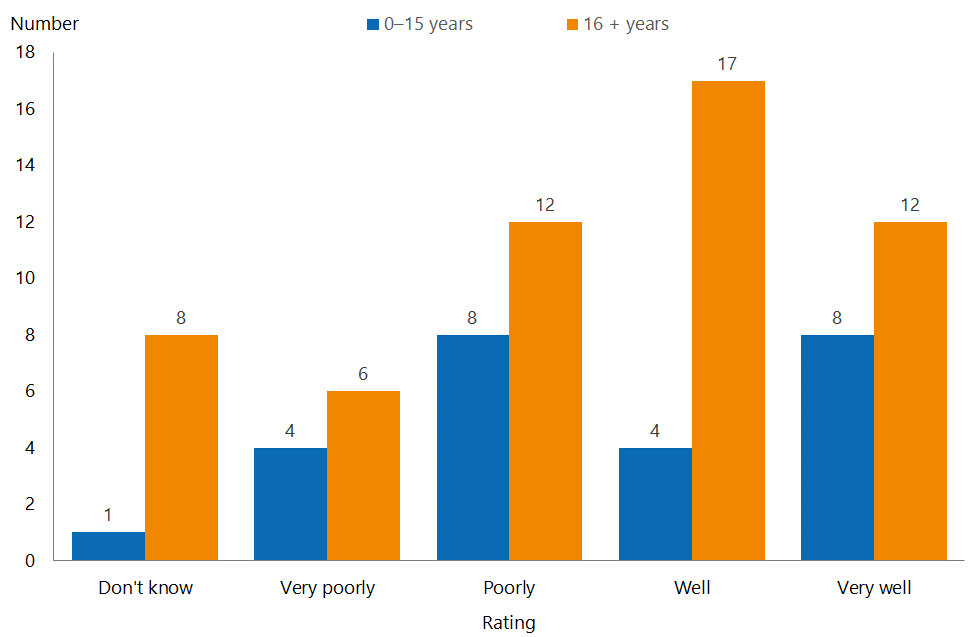 Number
0–15 years
16 + years
18
16
14
12
10
8
6
4
2
0
1
8
4
6
8
12
4
17
8
12
Don't know
Very poorly
Poorly
Well
Very well
Rating